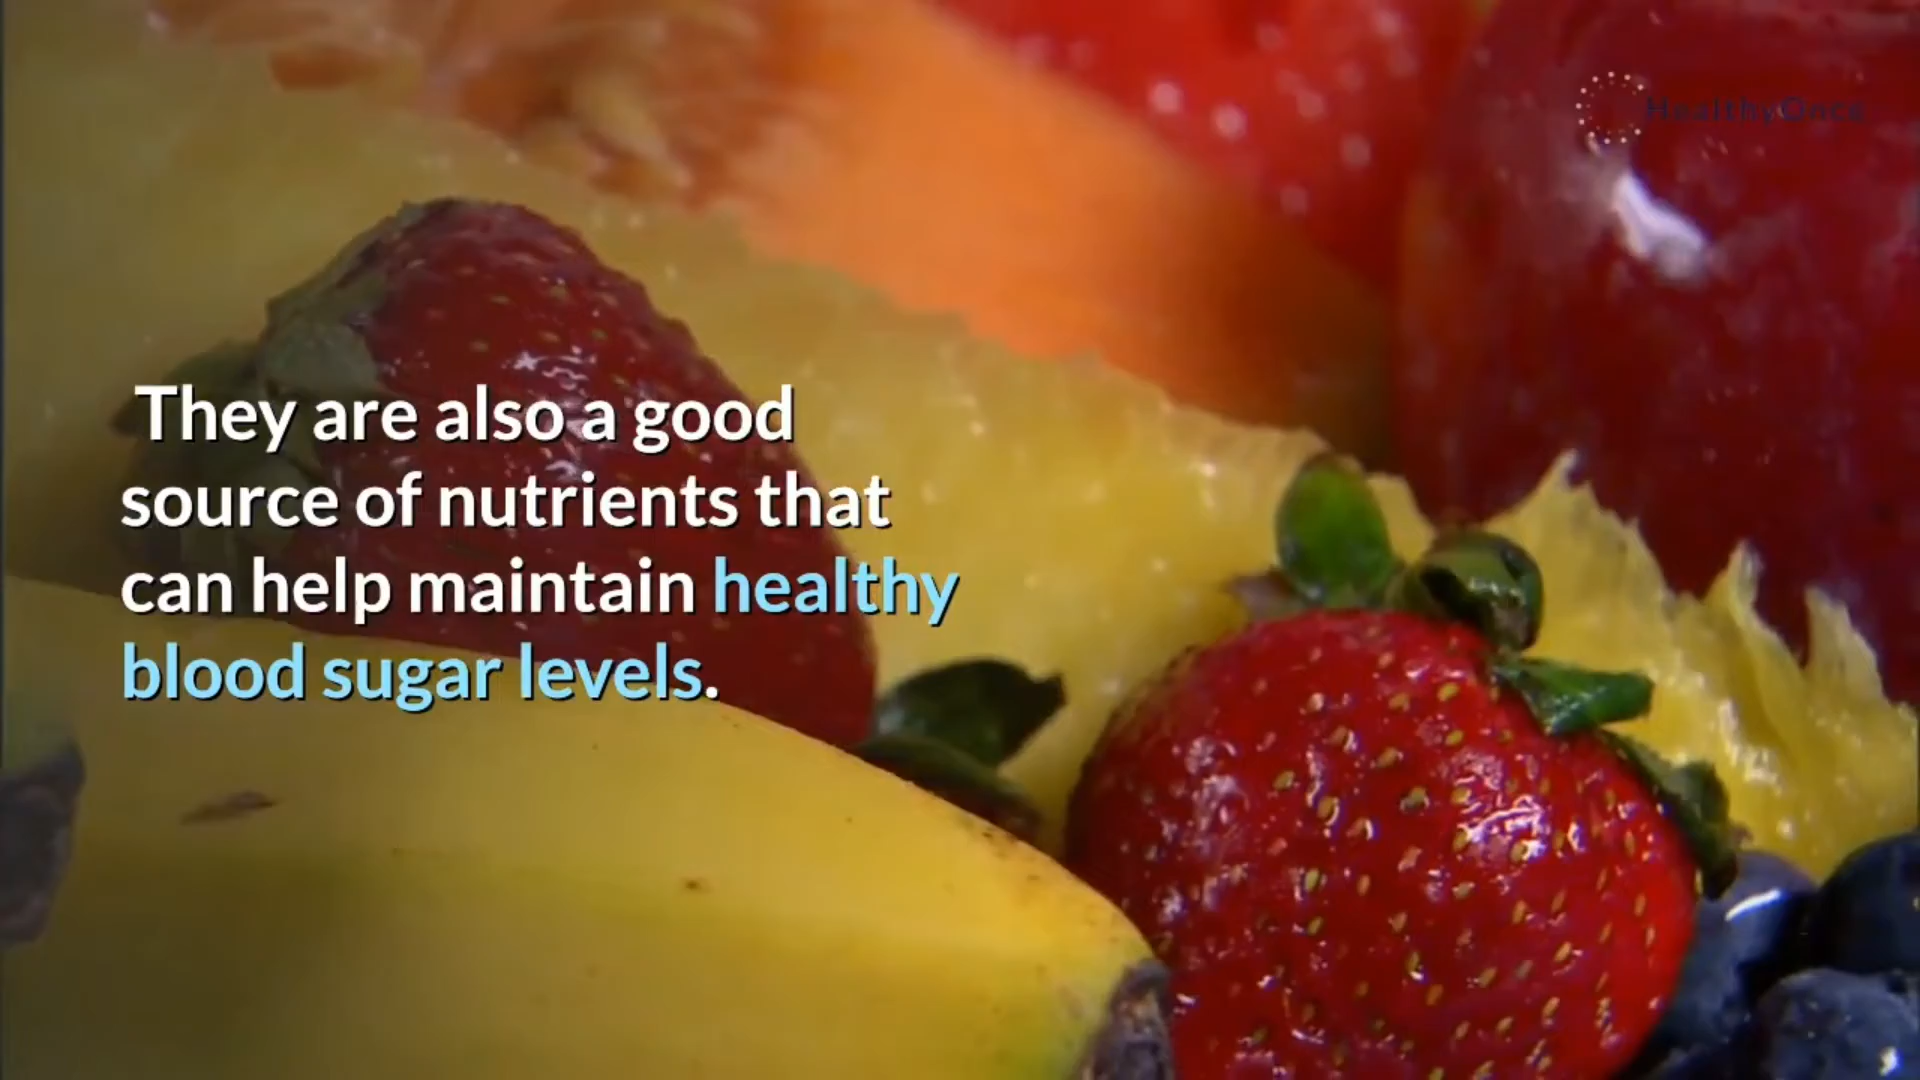 HealthyOnce
They are also a good
source of nutrients that
can help maintain healthy
blood sugar levels.